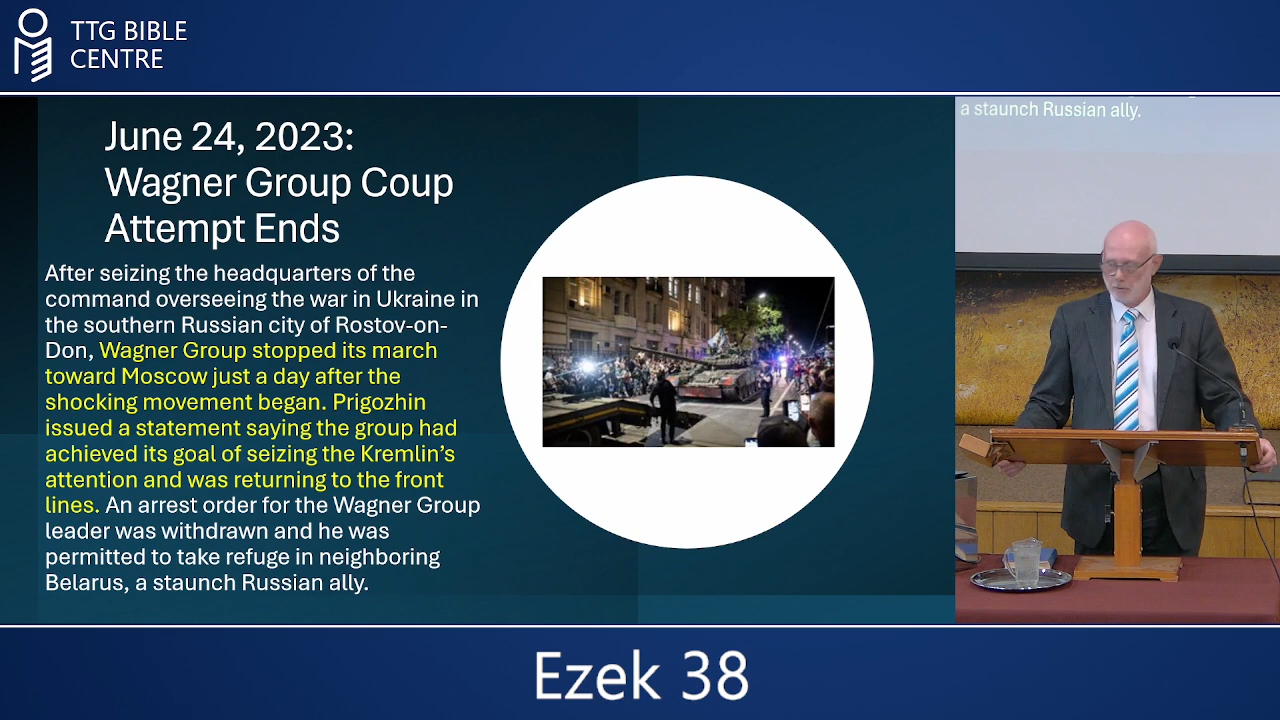 TTG BIBLE
CENTRE
June 24, 2023:
Wagner Group Coup
Attempt Ends
After seizing the headquarters of the
command overseeing the war in Ukraine in
the southern Russian city of Rostov-on-
Don, Wagner Group stopped its march
toward Moscow just a day after the
shocking movement began. Prigozhin
issued a statement saying the group had
achieved its goal of seizing the Kremlin’s
attention and was returning to the front
lines. An arrest order for the Wagner Group
leader was withdrawn and he was
permitted to take refuge in neighboring
Belarus, a staunch Russian ally.
a staunch Russian ally.
Ezek 38